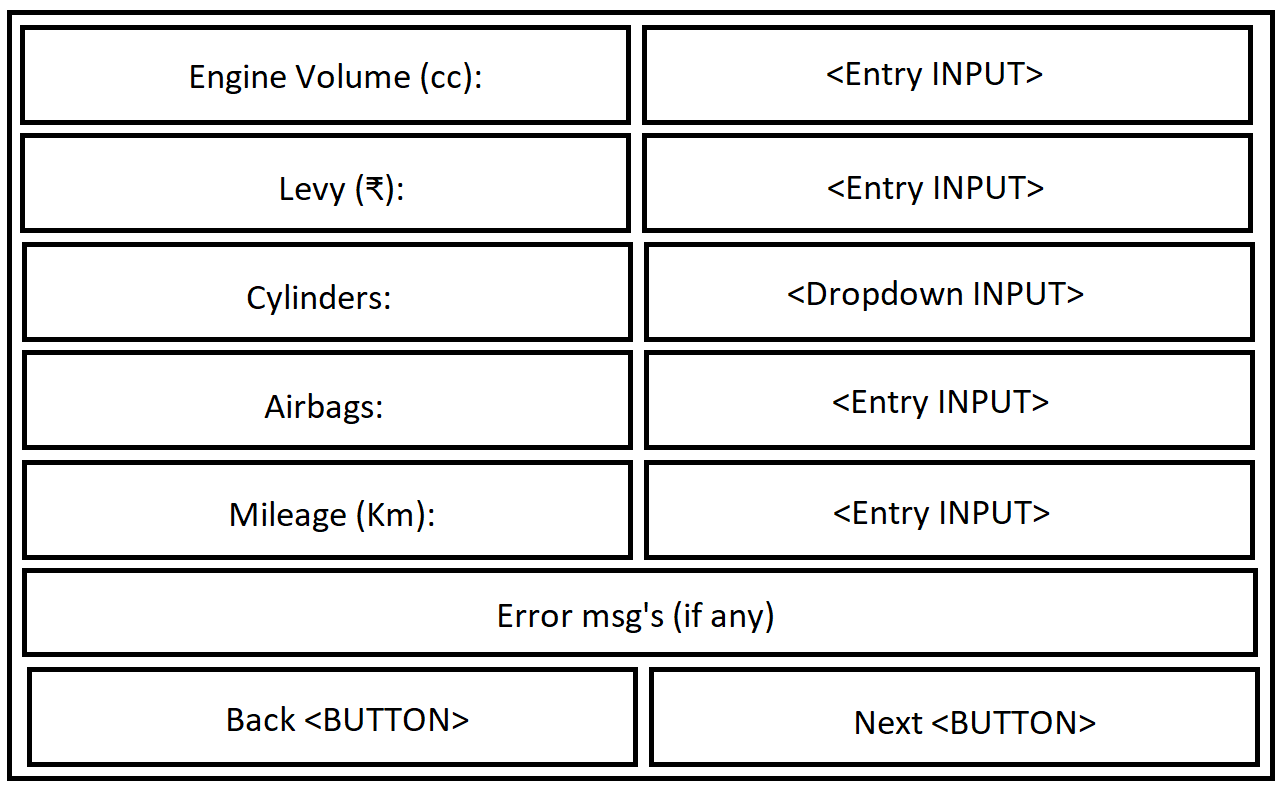 Engine Volume (cc): <Entry INPUT>
Levy (₹): <Entry INPUT>
Cylinders: <Dropdown INPUT>
Airbags: <Entry INPUT>
Mileage (Km): <Entry INPUT>
Error msg's (if any)
Back <BUTTON> Next <BUTTON>